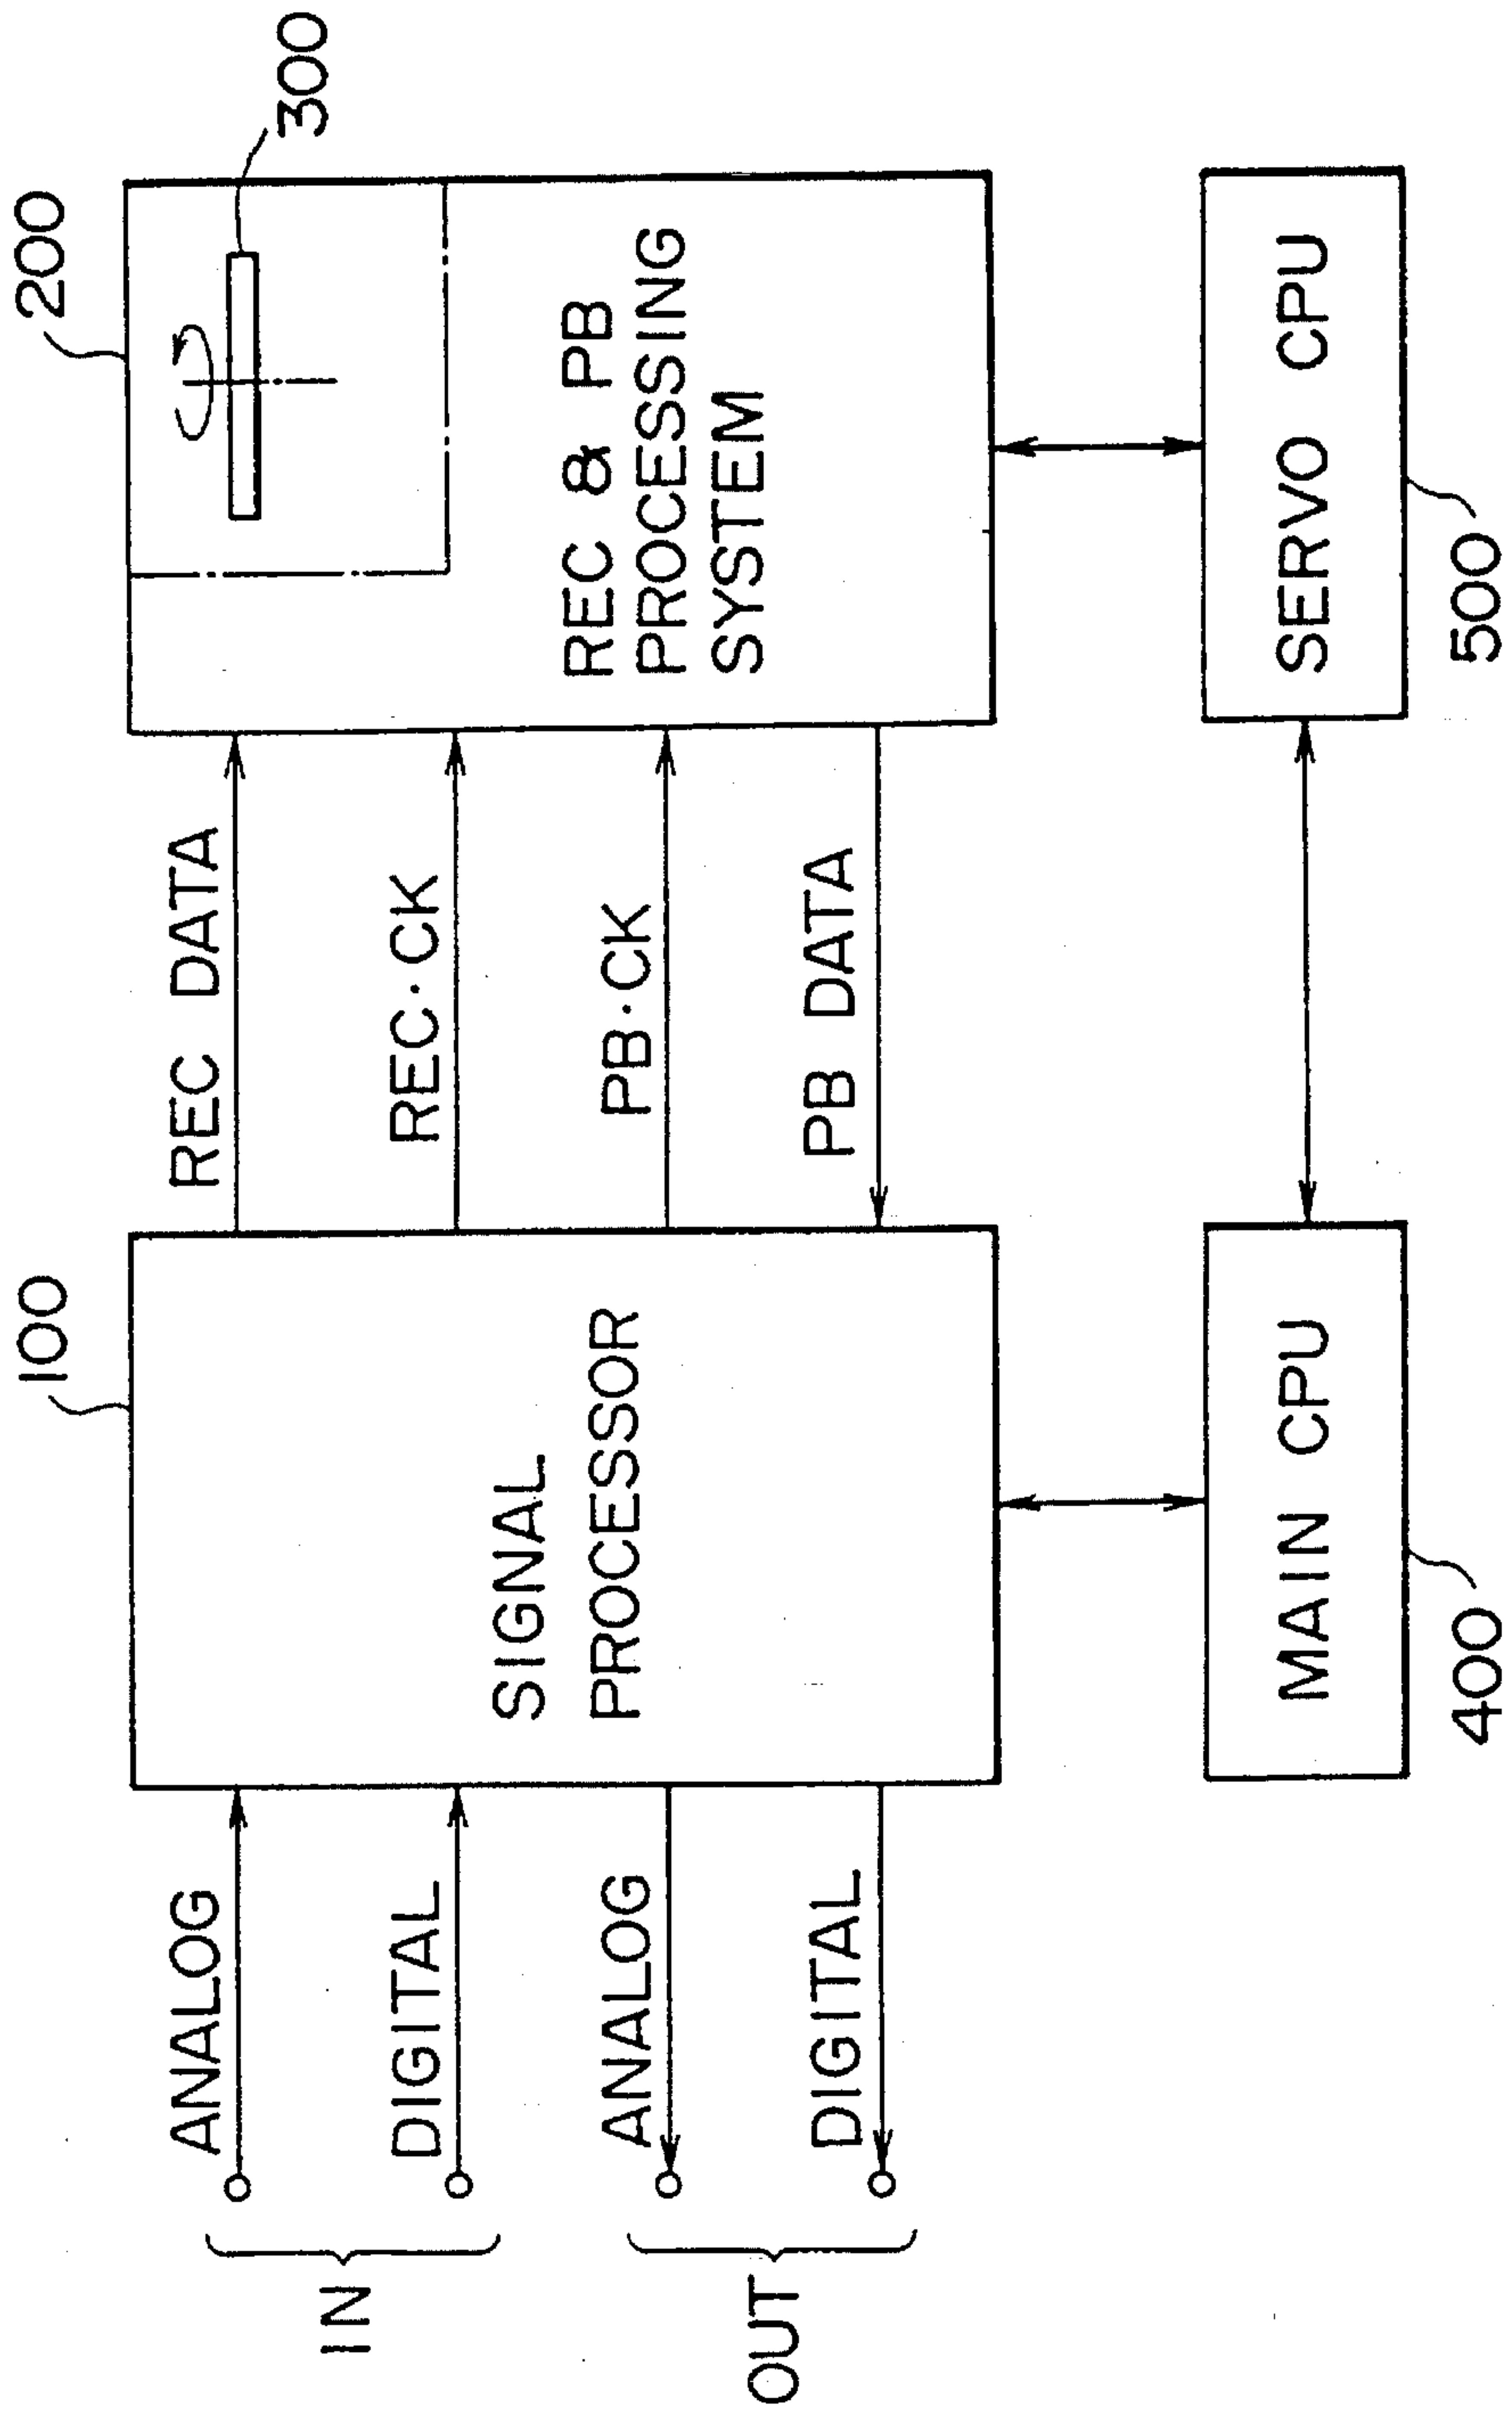 100
200
300
ANALOG
DIGITAL
IN
ANALOG
DIGITAL
OUT
SIGNAL
PROCESSOR
REC DATA
REC·CK
PB·CK
PB DATA
REC & PB
PROCESSING
SYSTEM
MAIN CPU
400
SERVO CPU
500